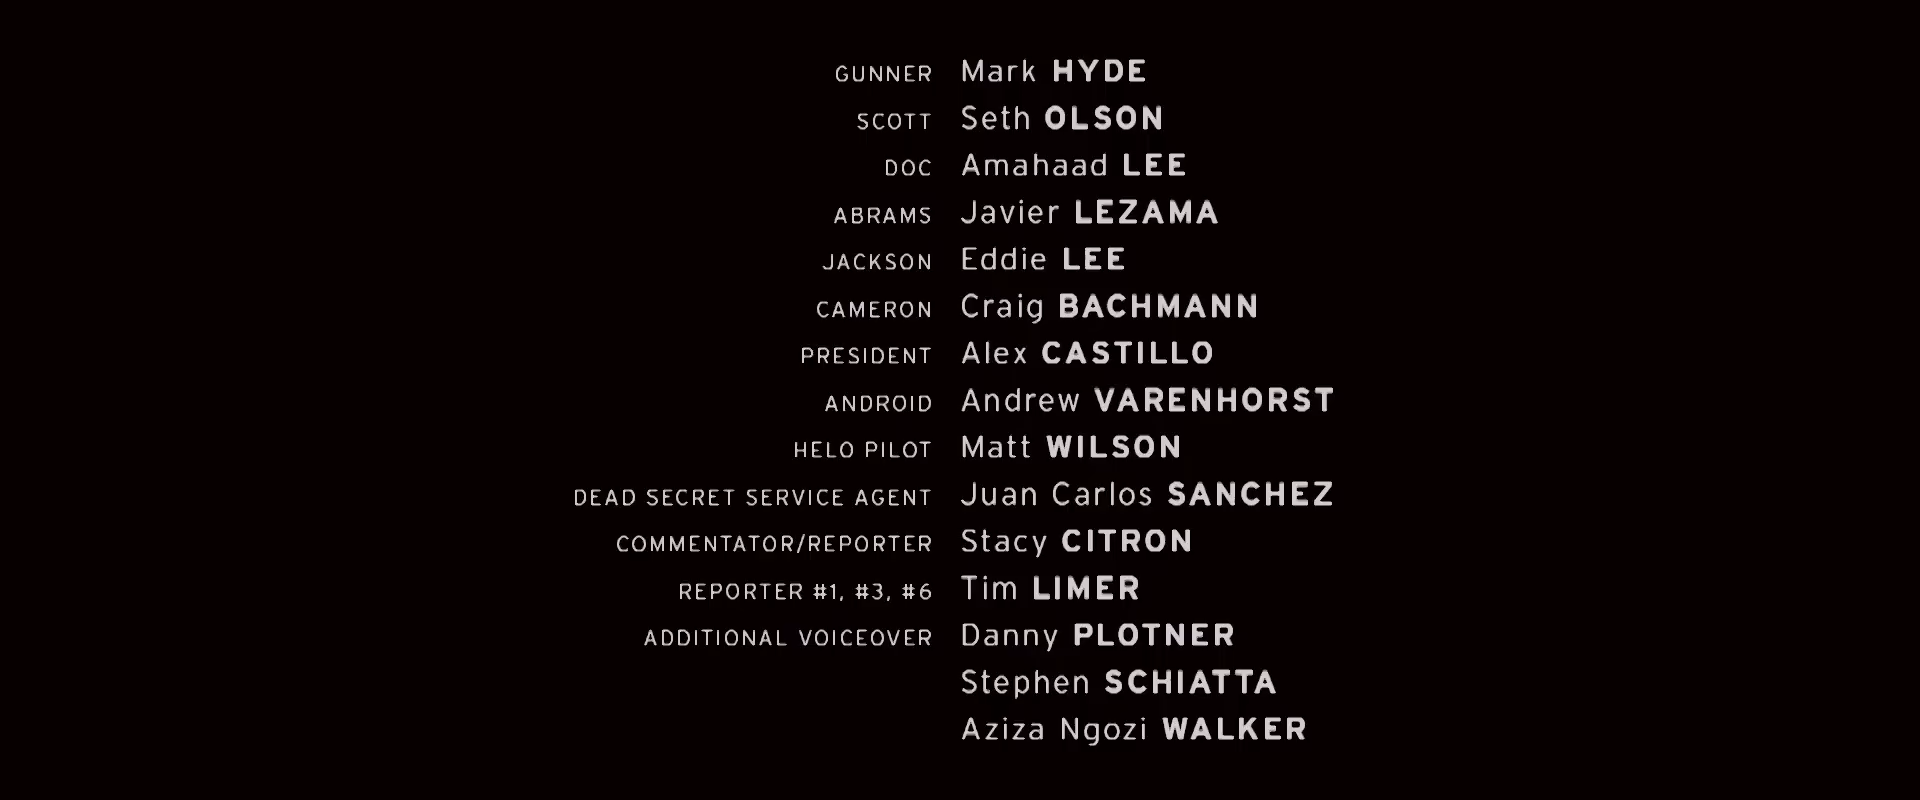 GUNNER Mark HYDE
SCOTT Seth OLSON
DOC Amahaad LEE
ABRAMS Javier LEZAMA
JACKSON Eddie LEE
CAMERON Craig BACHMANN
PRESIDENT Alex CASTILLO
ANDROID Andrew VARENHORST
HELO PILOT Matt WILSON
DEAD SECRET SERVICE AGENT Juan Carlos SANCHEZ
COMMENTATOR/REPORTER Stacy CITRON
REPORTER #1, #3, #6 Tim LIMER
ADDITIONAL VOICEOVER Danny PLOTNER
Stephen SCHIATTA
Aziza Ngozi WALKER